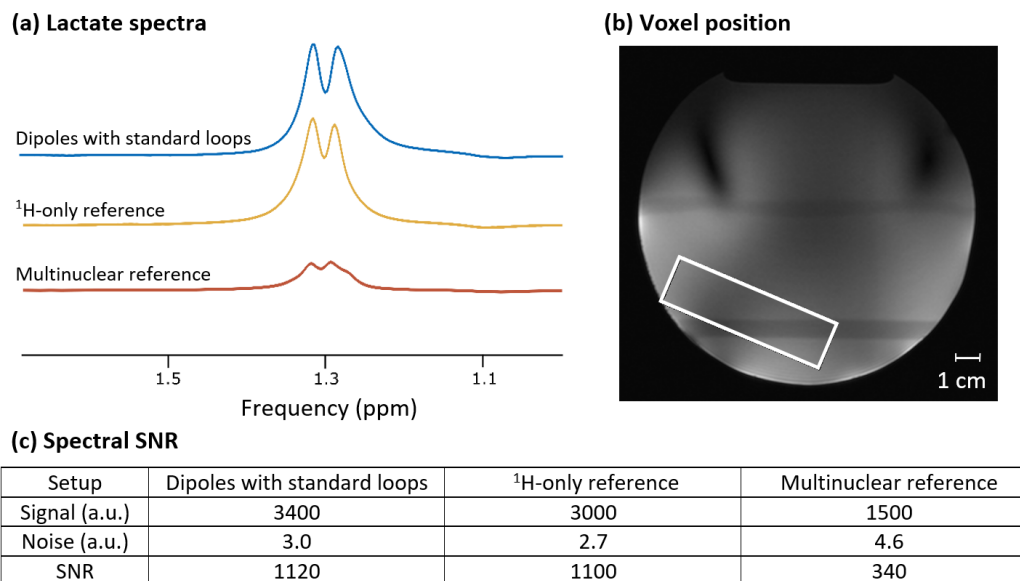 (a) Lactate spectra
Dipoles with standard loops
¹H-only reference
Multinuclear reference
1.5 1.3 1.1
Frequency (ppm)
(b) Voxel position
1 cm
(c) Spectral SNR
Setup Dipoles with standard loops ¹H-only reference Multinuclear reference
Signal (a.u.) 3400 3000 1500
Noise (a.u.) 3.0 2.7 4.6
SNR 1120 1100 340